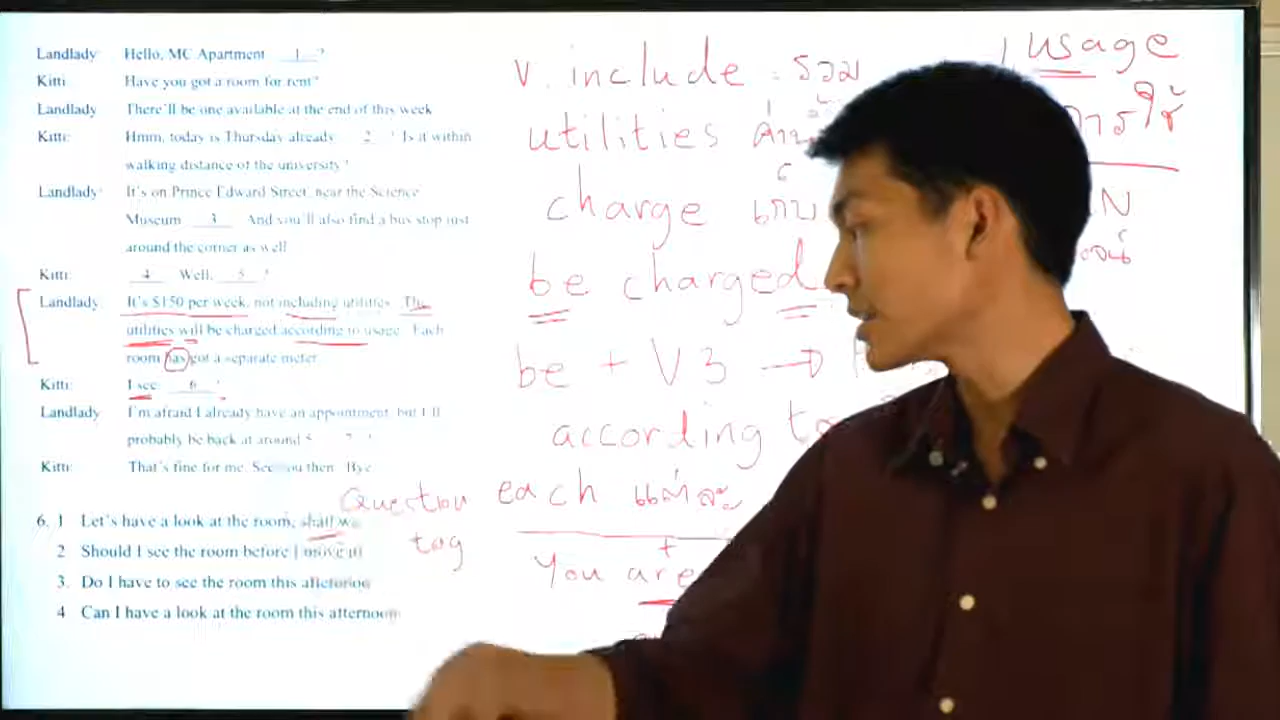 Landlady: Hello, MC Apartment 1 ?
Kitti: Have you got a room for rent?
Landlady There'll be one available at the end of this week
Kitti: Hmm, today is Thursday already. 2 ? Is it within
walking distance of the university?
Landlady: It's on Prince Edward Street, near the Science
Museum 3 And you'll also find a bus stop just
around the corner as well
Kitti: 4 Well, 5 ?
Landlady: It's $150 per week, not including utilities. The
utilities will be charged according to usage. Each
room has got a separate meter
Kitti: I see. 6 ?
Landlady I'm afraid I already have an appointment, but I'll
probably be back at around 5 7 ?
Kitti: That's fine for me. See you then. Bye
6. 1 Let's have a look at the room, shall we
2 Should I see the room before I move in
3. Do I have to see the room this afternoon
4 Can I have a look at the room this afternoon
Question
tag
v. include : รวม
utilities
charge เก็บ
be charged
be + V3 →
according to
each แต่ละ
+
You are
usage
การใช้
N